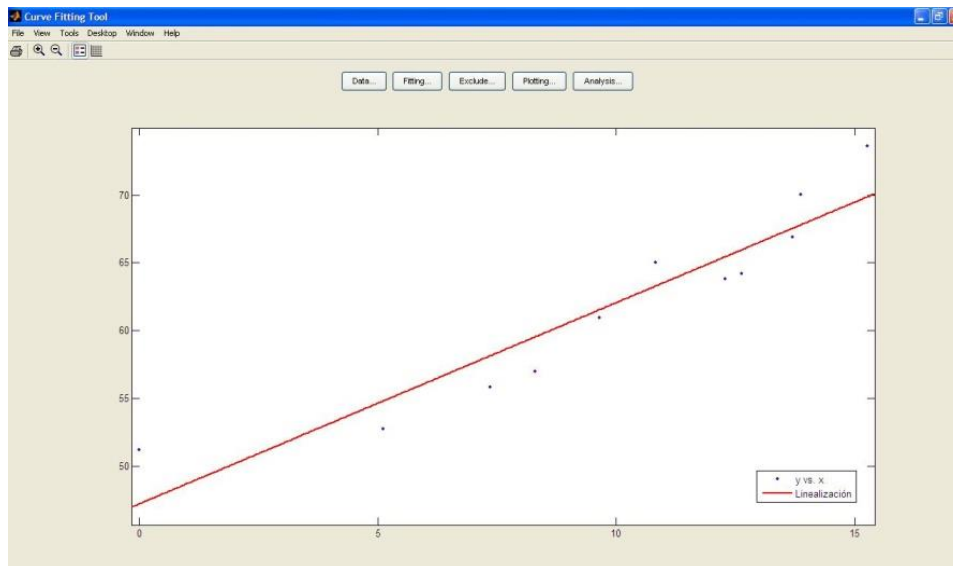 Curve Fitting Tool
File View Tools Desktop Window Help
Data... Fitting... Exclude... Plotting... Analysis...
70
65
60
55
50
0 5 10 15
y vs. x
Linealización